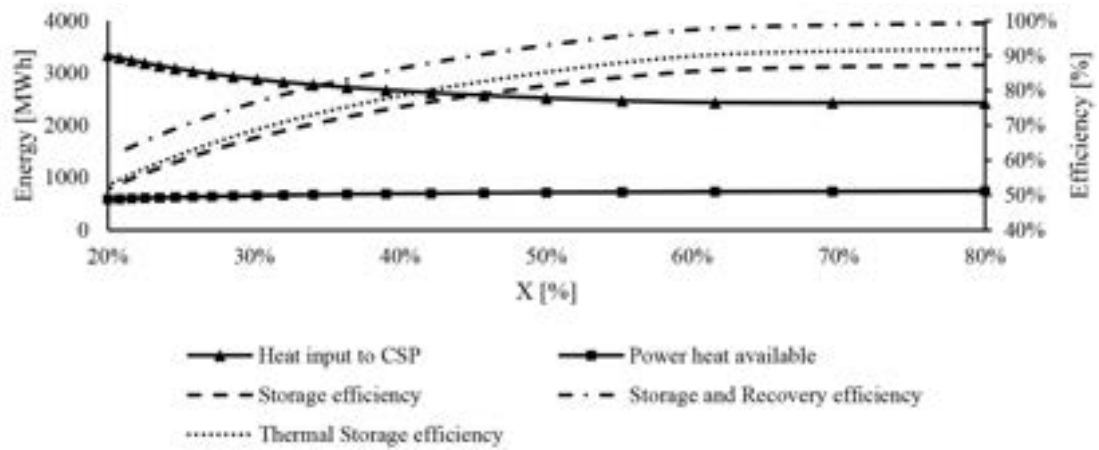 4000
3000
2000
1000
0
Energy [MWh]
100%
90%
80%
70%
60%
50%
40%
Efficiency [%]
20% 30% 40% 50% 60% 70% 80%
X [%]
Heat input to CSP Power heat available
Storage efficiency Storage and Recovery efficiency
Thermal Storage efficiency